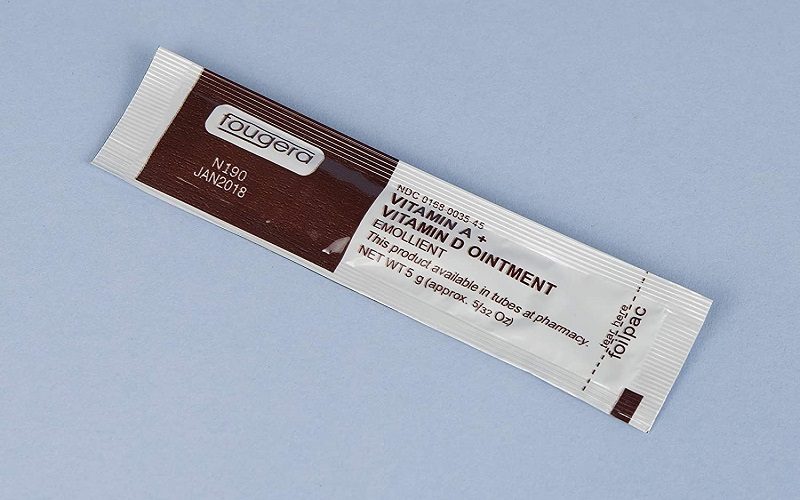 fougera
N190
JAN2018
NDC 0168-0035-45
VITAMIN A +
VITAMIN D OINTMENT
EMOLLIENT
This product available in tubes at pharmacy.
NET WT 5 g (approx. 5/32 Oz)
tear here
foilpac